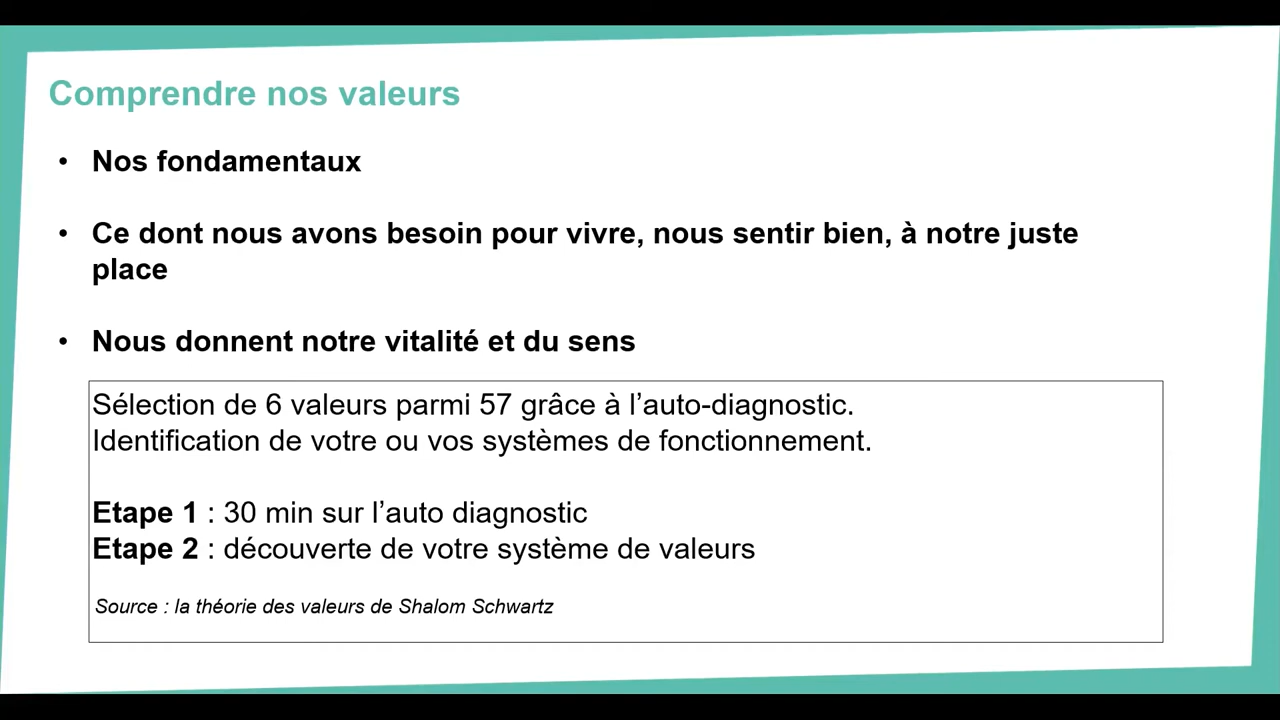 Comprendre nos valeurs
• Nos fondamentaux
• Ce dont nous avons besoin pour vivre, nous sentir bien, à notre juste
place
• Nous donnent notre vitalité et du sens
Sélection de 6 valeurs parmi 57 grâce à l’auto-diagnostic.
Identification de votre ou vos systèmes de fonctionnement.
Etape 1 : 30 min sur l’auto diagnostic
Etape 2 : découverte de votre système de valeurs
Source : la théorie des valeurs de Shalom Schwartz